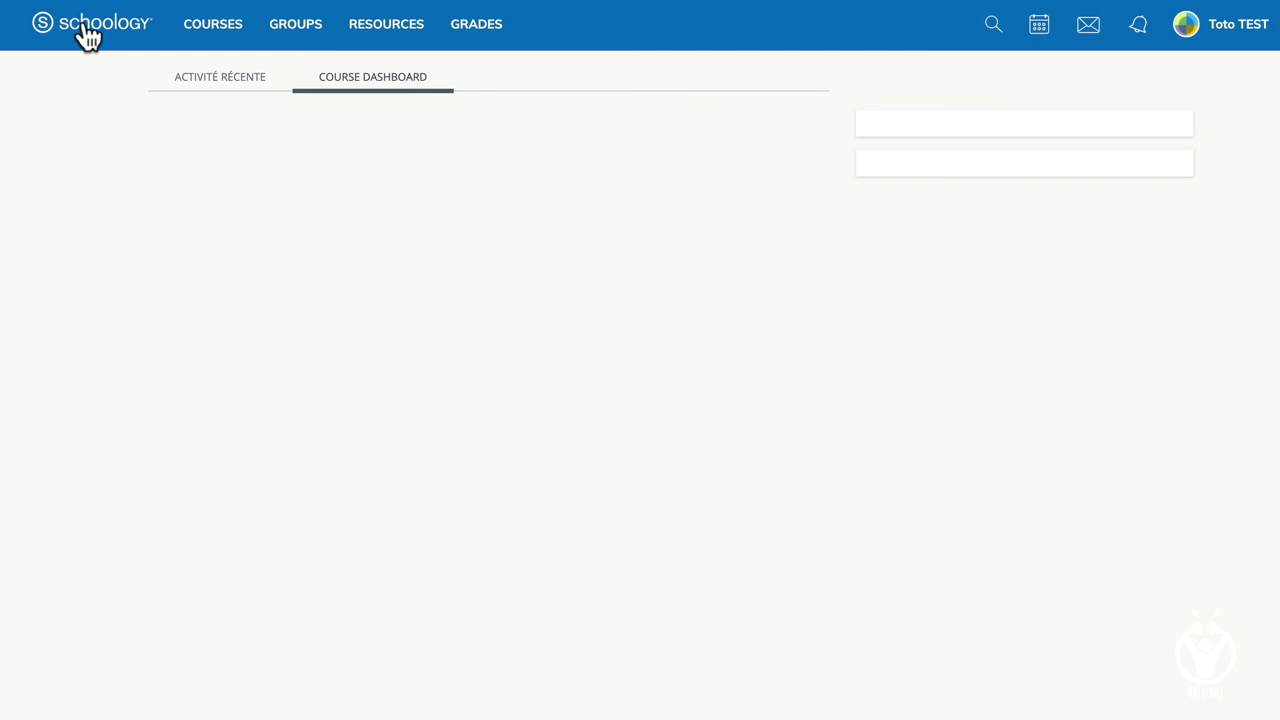 schoology
COURSES
GROUPS
RESOURCES
GRADES
Toto TEST
ACTIVITÉ RÉCENTE
COURSE DASHBOARD